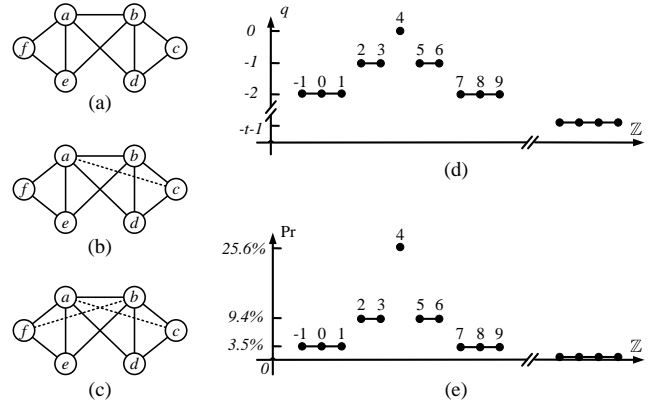 a b
f c
e d
(a)
a b
f c
e d
(b)
a b
f c
e d
(c)
q
4
0
2 3 5 6
-1
-1 0 1 7 8 9
-2
-t-1
ℤ
(d)
Pr
4
25.6%
2 3 5 6
9.4%
-1 0 1 7 8 9
3.5%
ℤ
0
(e)